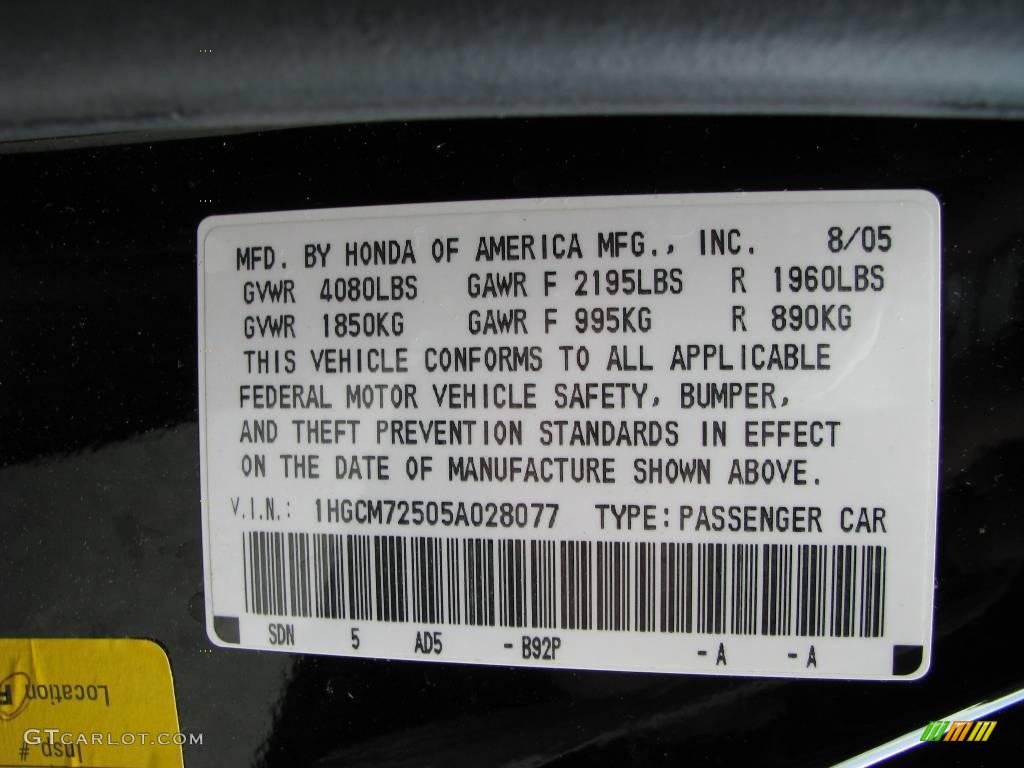 MFD. BY HONDA OF AMERICA MFG., INC. 8/05
GVWR 4080LBS GAWR F 2195LBS R 1960LBS
GVWR 1850KG GAWR F 995KG R 890KG
THIS VEHICLE CONFORMS TO ALL APPLICABLE
FEDERAL MOTOR VEHICLE SAFETY, BUMPER,
AND THEFT PREVENTION STANDARDS IN EFFECT
ON THE DATE OF MANUFACTURE SHOWN ABOVE.
V.I.N.: 1HGCM72505A028077 TYPE: PASSENGER CAR
SDN 5 AD5 - B92P - A - A
Location F
Insp #
GTCARLOT.COM